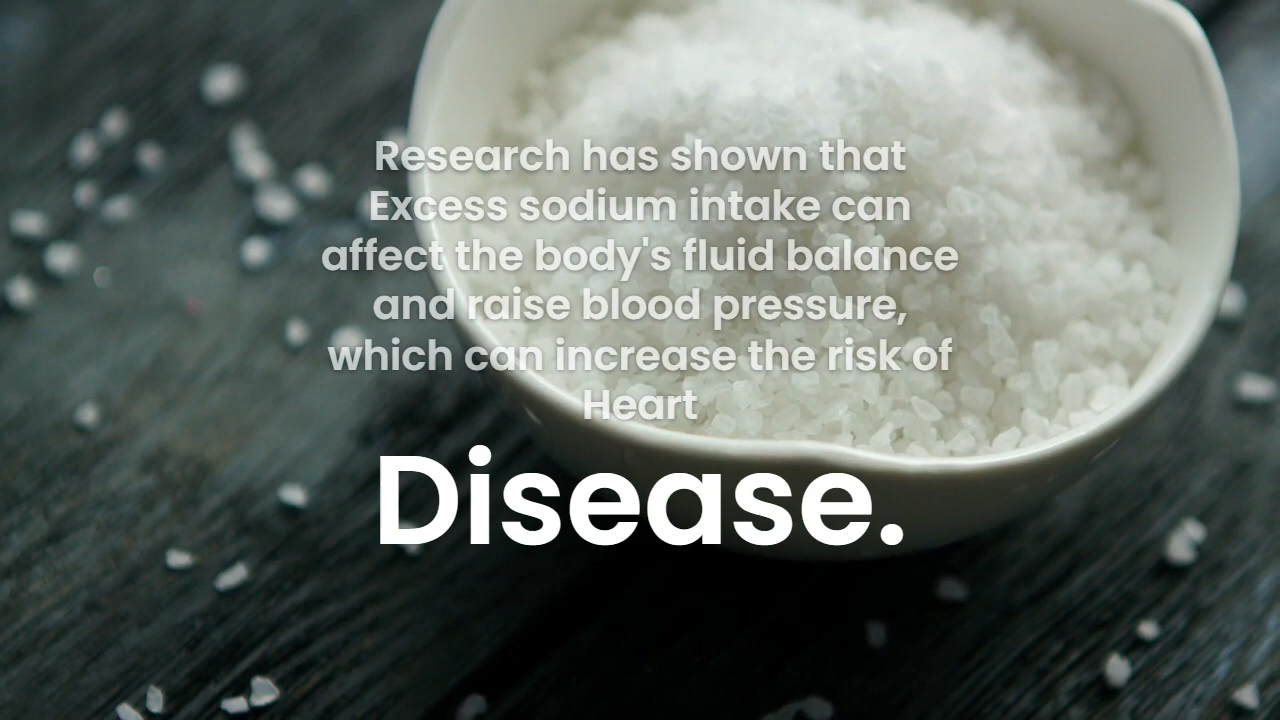 Research has shown that
Excess sodium intake can
affect the body's fluid balance
and raise blood pressure,
which can increase the risk of
Heart
Disease.